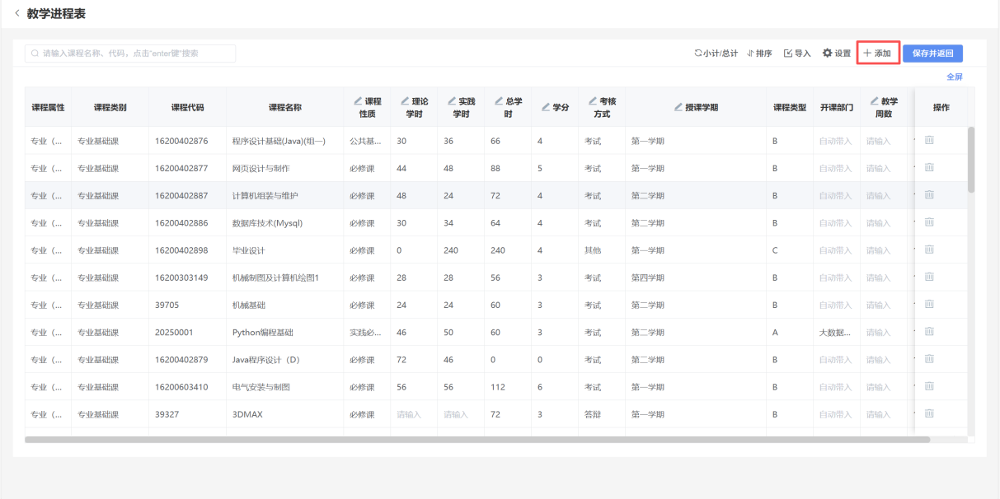 教学进程表
请输入课程名称、代码，点击"enter键"搜索
小计/总计 排序 导入 设置 添加 保存并返回
全屏
课程属性 课程类别 课程代码 课程名称 课程性质 理论学时 实践学时 总学时 学分 考核方式 授课学期 课程类型 开课部门 教学周数 操作
专业（... 专业基础课 16200402876 程序设计基础(Java)(组一) 公共基... 30 36 66 4 考试 第一学期 B 自动带入 请输入
专业（... 专业基础课 16200402877 网页设计与制作 必修课 44 48 88 5 考试 第一学期 B 自动带入 请输入
专业（... 专业基础课 16200402887 计算机组装与维护 必修课 48 24 72 4 考试 第二学期 B 自动带入 请输入
专业（... 专业基础课 16200402886 数据库技术(Mysql) 必修课 30 34 64 4 考试 第二学期 B 自动带入 请输入
专业（... 专业基础课 16200402898 毕业设计 必修课 0 240 240 4 其他 第一学期 C 自动带入 请输入
专业（... 专业基础课 16200303149 机械制图及计算机绘图1 必修课 28 28 56 3 考试 第四学期 B 自动带入 请输入
专业（... 专业基础课 39705 机械基础 必修课 24 24 60 3 考试 第二学期 B 自动带入 请输入
专业（... 专业基础课 20250001 Python编程基础 实践必... 46 50 60 3 考试 第二学期 A 大数据... 请输入
专业（... 专业基础课 16200402879 Java程序设计（D） 必修课 72 46 0 0 考试 第二学期 B 自动带入 请输入
专业（... 专业基础课 16200603410 电气安装与制图 必修课 56 56 112 6 考试 第一学期 B 自动带入 请输入
专业（... 专业基础课 39327 3DMAX 必修课 请输入 请输入 72 3 答辩 第一学期 B 自动带入 请输入